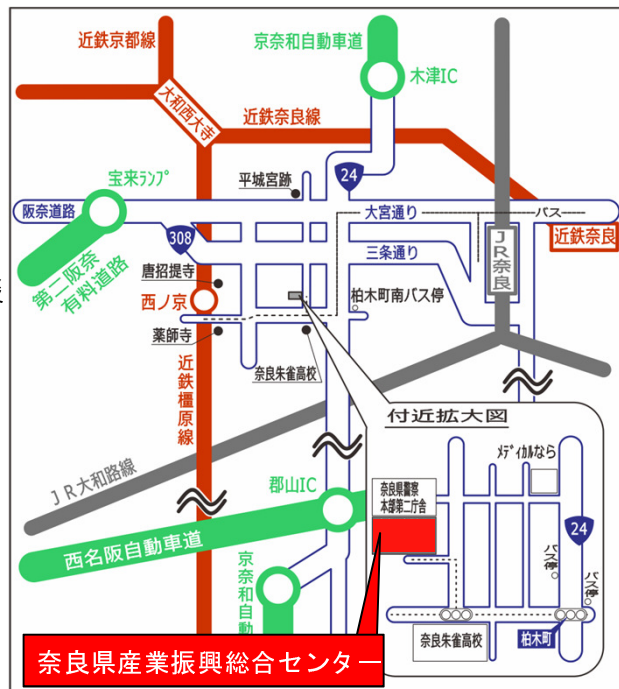 近鉄京都線
京奈和自動車道
木津IC
大和西大寺
近鉄奈良線
宝来ランプ
平城宮跡
24
阪奈道路
大宮通り
バス
308
三条通り
JR奈良
近鉄奈良
第二阪奈
有料道路
唐招提寺
西ノ京
柏木町南バス停
薬師寺
奈良朱雀高校
近鉄橿原線
付近拡大図
JR大和路線
メディカルなら
郡山IC
奈良県警察
本部第二庁舎
24
西名阪自動車道
バス停
バス停
京奈和自動
奈良朱雀高校
柏木町
奈良県産業振興総合センター